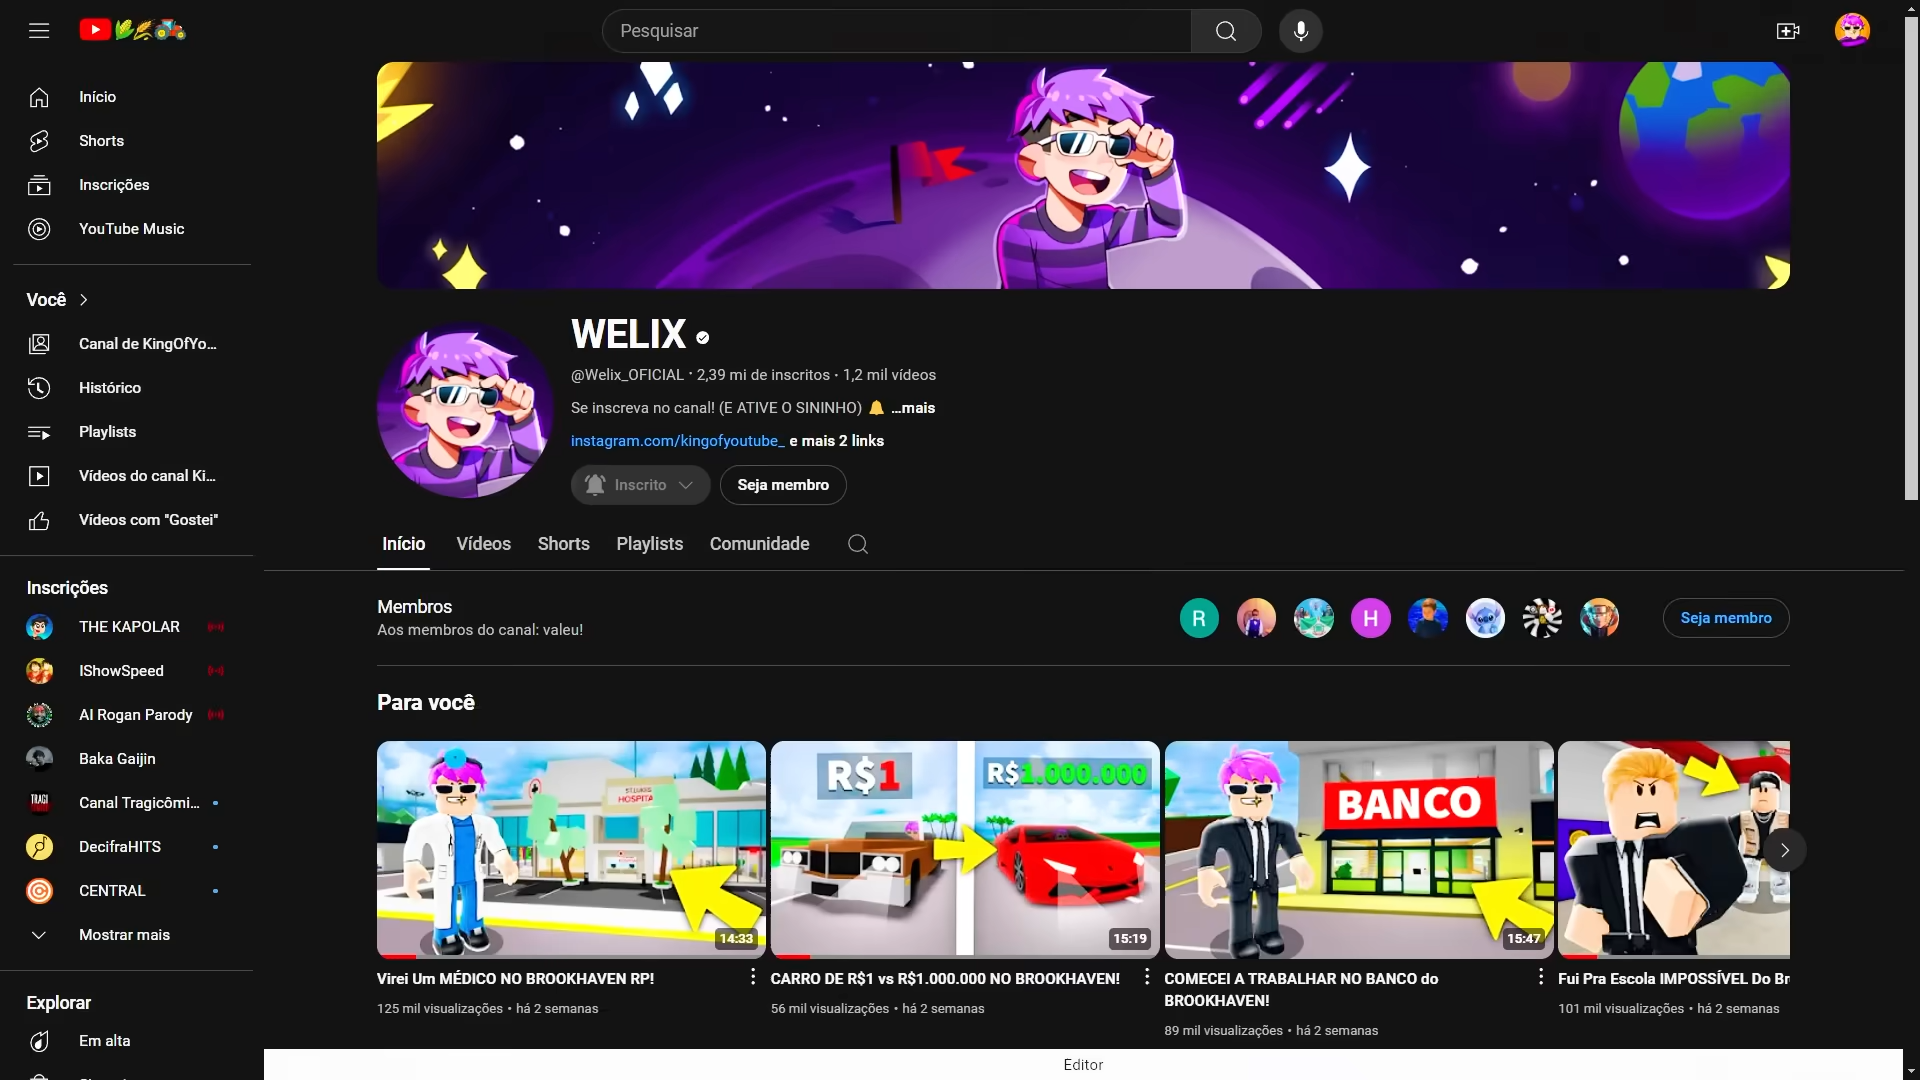 Pesquisar
Início
Shorts
Inscrições
YouTube Music
Você
Canal de KingOfYo...
Histórico
Playlists
Vídeos do canal Ki...
Vídeos com "Gostei"
Inscrições
THE KAPOLAR
IShowSpeed
AI Rogan Parody
Baka Gaijin
TRAGI
Canal Tragicômi...
DecifraHITS
CENTRAL
Mostrar mais
Explorar
Em alta
WELIX
@Welix_OFICIAL • 2,39 mi de inscritos • 1,2 mil vídeos
Se inscreva no canal! (E ATIVE O SININHO) 🔔 ...mais
instagram.com/kingofyoutube_ e mais 2 links
Inscrito
Seja membro
Início Vídeos Shorts Playlists Comunidade
Membros
Aos membros do canal: valeu!
R
H
Seja membro
Para você
HOSPITA
14:33
Virei Um MÉDICO NO BROOKHAVEN RP!
125 mil visualizações • há 2 semanas
R$1
R$1.000.000
15:19
CARRO DE R$1 vs R$1.000.000 NO BROOKHAVEN!
56 mil visualizações • há 2 semanas
BANCO
15:47
COMECEI A TRABALHAR NO BANCO do
BROOKHAVEN!
89 mil visualizações • há 2 semanas
Fui Pra Escola IMPOSSÍVEL Do Br
101 mil visualizações • há 2 semanas
Editor